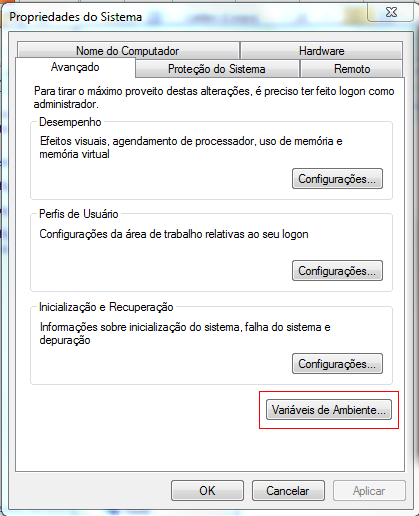 Propriedades do Sistema
Nome do Computador
Hardware
Avançado
Proteção do Sistema
Remoto
Para tirar o máximo proveito destas alterações, é preciso ter feito logon como
administrador.
Desempenho
Efeitos visuais, agendamento de processador, uso de memória e
memória virtual
Configurações...
Perfis de Usuário
Configurações da área de trabalho relativas ao seu logon
Configurações...
Inicialização e Recuperação
Informações sobre inicialização do sistema, falha do sistema e
depuração
Configurações...
Variáveis de Ambiente...
OK
Cancelar
Aplicar